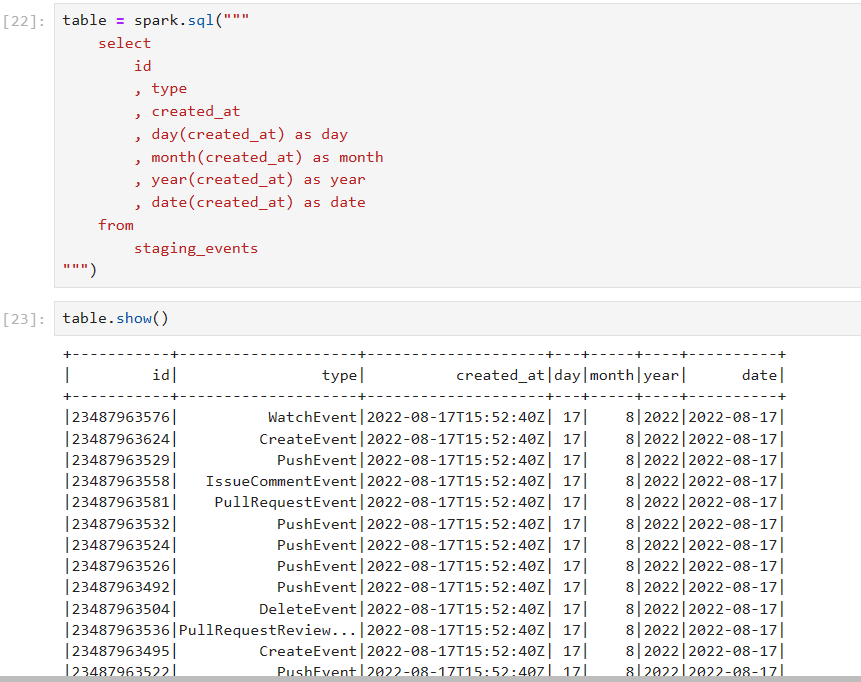 [22]: table = spark.sql("""
    select
        id
        , type
        , created_at
        , day(created_at) as day
        , month(created_at) as month
        , year(created_at) as year
        , date(created_at) as date
    from
        staging_events
""")
[23]: table.show()
+-----------+--------------------+--------------------+---+-----+----+----------+
|         id|                type|          created_at|day|month|year|      date|
+-----------+--------------------+--------------------+---+-----+----+----------+
|23487963576|          WatchEvent|2022-08-17T15:52:40Z| 17|    8|2022|2022-08-17|
|23487963624|         CreateEvent|2022-08-17T15:52:40Z| 17|    8|2022|2022-08-17|
|23487963529|           PushEvent|2022-08-17T15:52:40Z| 17|    8|2022|2022-08-17|
|23487963558|   IssueCommentEvent|2022-08-17T15:52:40Z| 17|    8|2022|2022-08-17|
|23487963581|    PullRequestEvent|2022-08-17T15:52:40Z| 17|    8|2022|2022-08-17|
|23487963532|           PushEvent|2022-08-17T15:52:40Z| 17|    8|2022|2022-08-17|
|23487963524|           PushEvent|2022-08-17T15:52:40Z| 17|    8|2022|2022-08-17|
|23487963526|           PushEvent|2022-08-17T15:52:40Z| 17|    8|2022|2022-08-17|
|23487963492|           PushEvent|2022-08-17T15:52:40Z| 17|    8|2022|2022-08-17|
|23487963504|         DeleteEvent|2022-08-17T15:52:40Z| 17|    8|2022|2022-08-17|
|23487963536|PullRequestReview...|2022-08-17T15:52:40Z| 17|    8|2022|2022-08-17|
|23487963495|         CreateEvent|2022-08-17T15:52:40Z| 17|    8|2022|2022-08-17|
|23487963522|           PushEvent|2022-08-17T15:52:40Z| 17|    8|2022|2022-08-17|